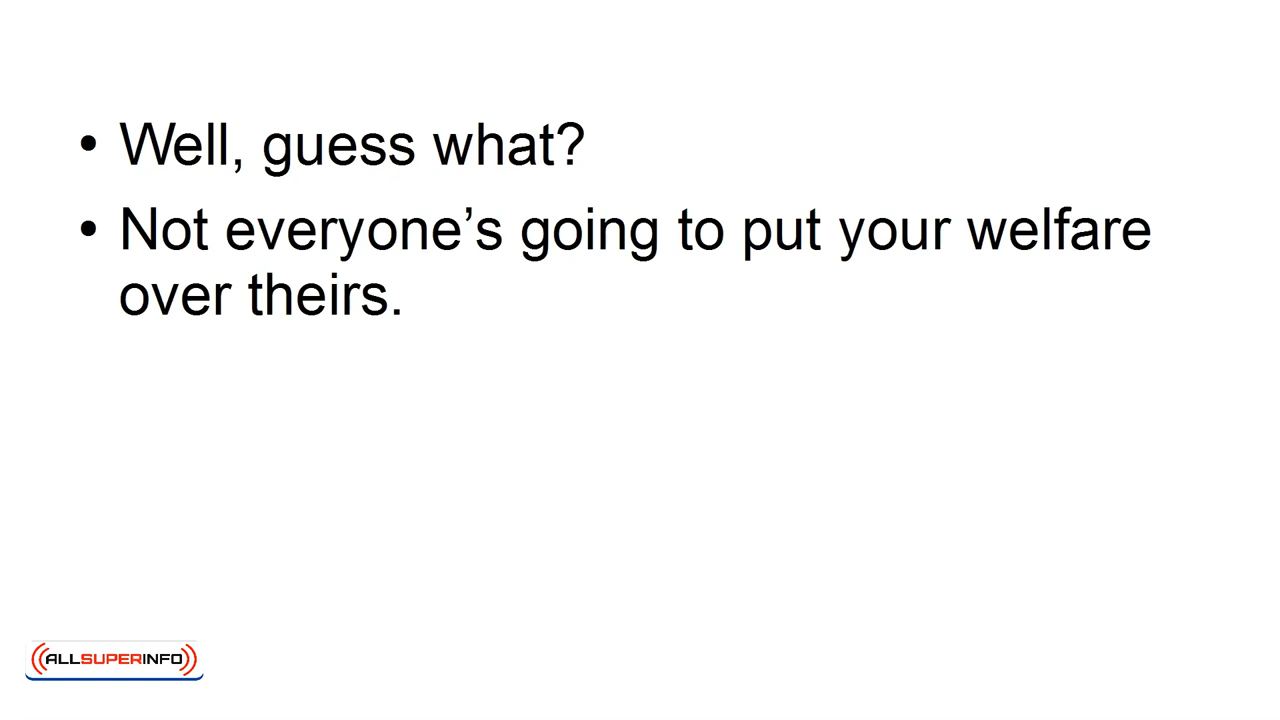 • Well, guess what?
• Not everyone’s going to put your welfare
over theirs.
ALLSUPERINFO